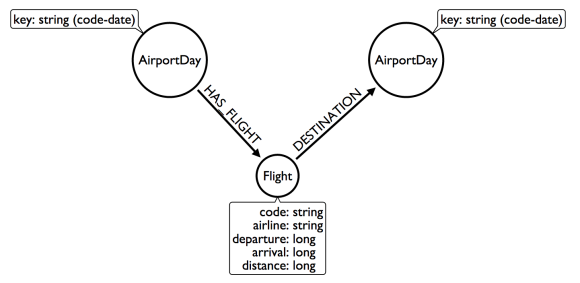 key: string (code-date)
key: string (code-date)
AirportDay
AirportDay
HAS_FLIGHT
DESTINATION
Flight
code: string
airline: string
departure: long
arrival: long
distance: long